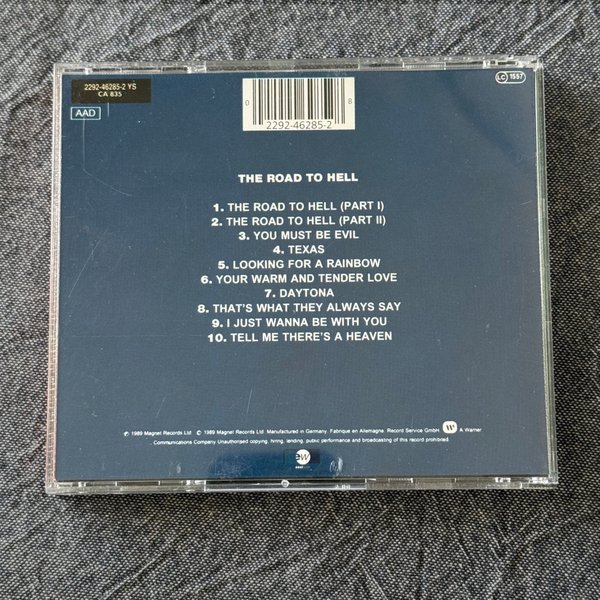 2292-46285-2 YS
CA 835
AAD
0 8
2292-46285-2
LC 1557
THE ROAD TO HELL
1. THE ROAD TO HELL (PART I)
2. THE ROAD TO HELL (PART II)
3. YOU MUST BE EVIL
4. TEXAS
5. LOOKING FOR A RAINBOW
6. YOUR WARM AND TENDER LOVE
7. DAYTONA
8. THAT'S WHAT THEY ALWAYS SAY
9. I JUST WANNA BE WITH YOU
10. TELL ME THERE'S A HEAVEN
℗ 1989 Magnet Records Ltd © 1989 Magnet Records Ltd. Manufactured in Germany. Fabriqué en Allemagne. Record Service GmbH. A Warner
Communications Company Unauthorised copying, hiring, lending, public performance and broadcasting of this record prohibited.
ew